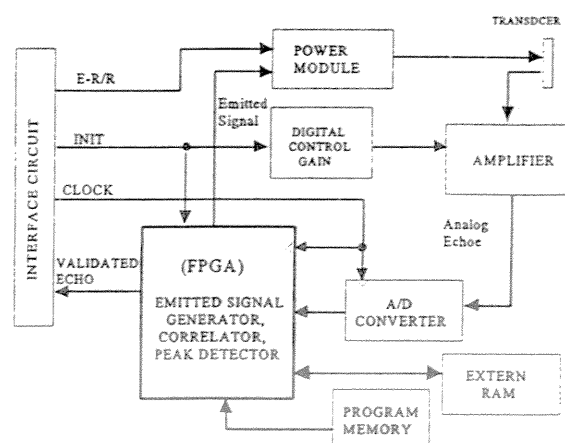 TRANSDCER
POWER
MODULE
E-R/R
Emitted
Signal
INIT
DIGITAL
CONTROL
GAIN
AMPLIFIER
INTERFACE CIRCUIT
CLOCK
Analog
Echoe
VALIDATED
ECHO
(FPGA)
EMITTED SIGNAL
GENERATOR,
CORRELATOR,
PEAK DETECTOR
A/D
CONVERTER
EXTERN
RAM
PROGRAM
MEMORY